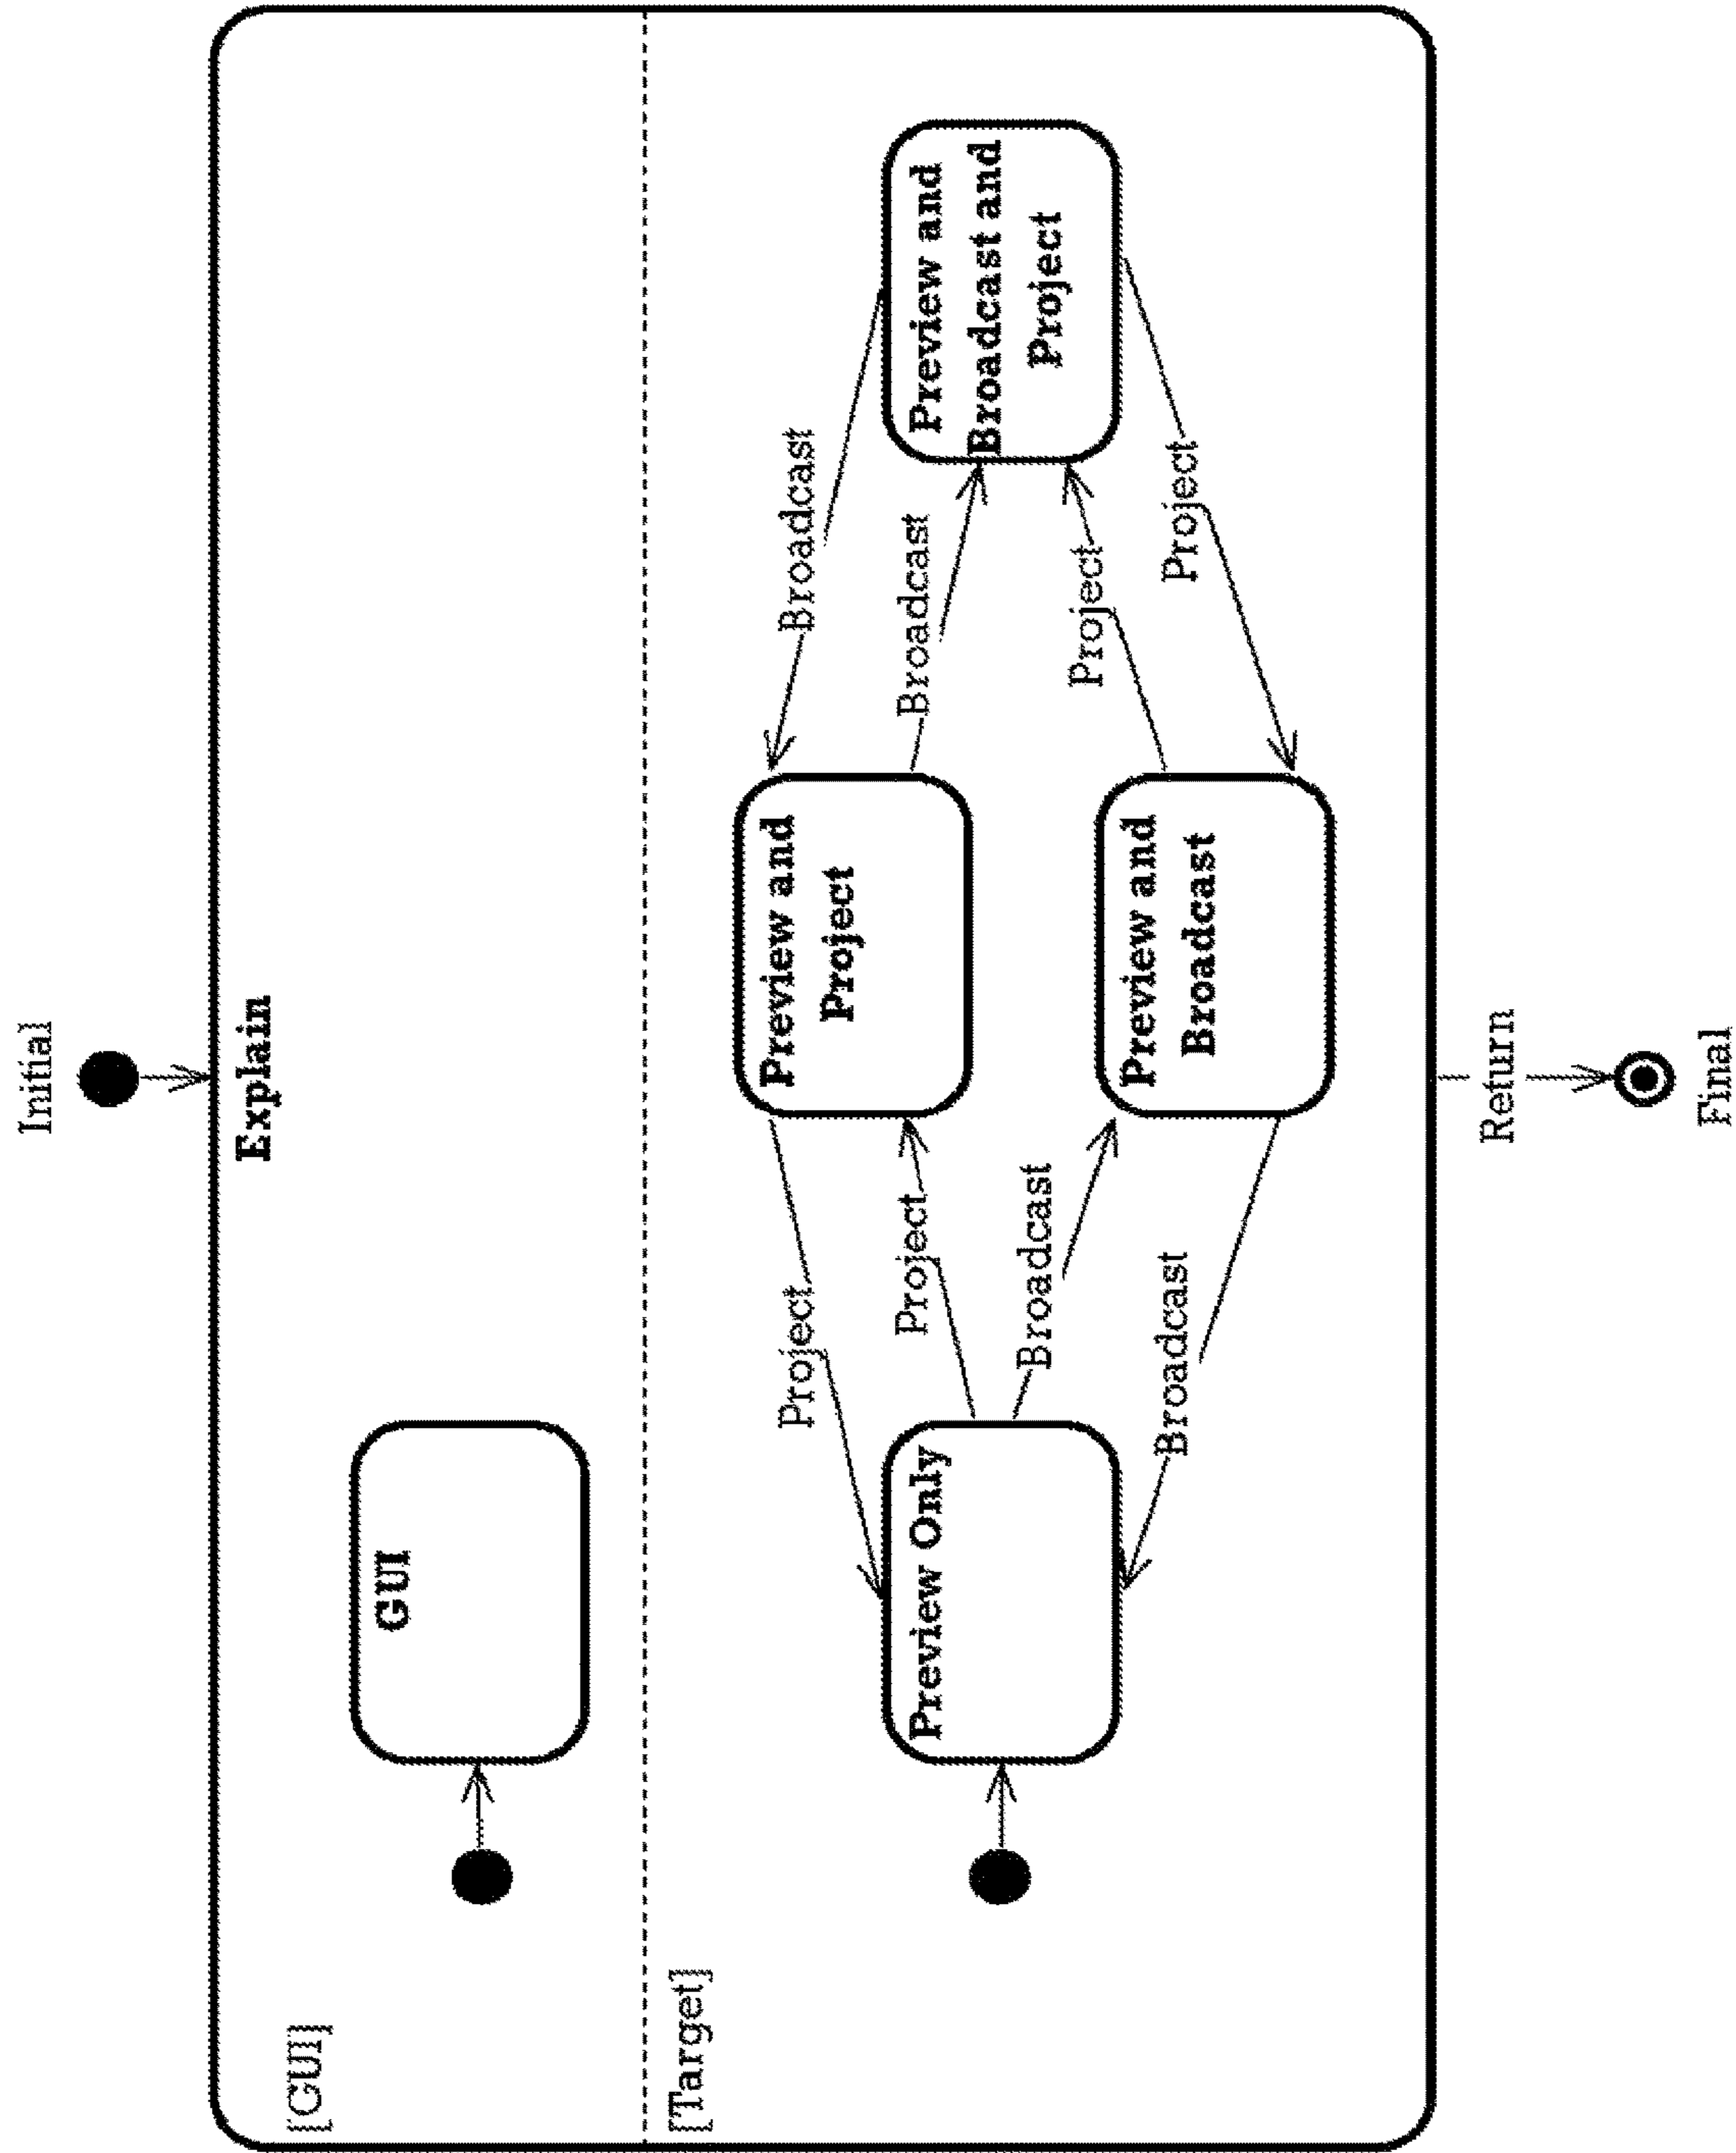 Initial
Explain
[GUI]
GUI
[Target]
Project
Preview and
Project
Broadcast
Preview Only
Project
Broadcast
Preview and
Broadcast and
Project
Broadcast
Project
Broadcast
Preview and
Broadcast
Project
Return
Final